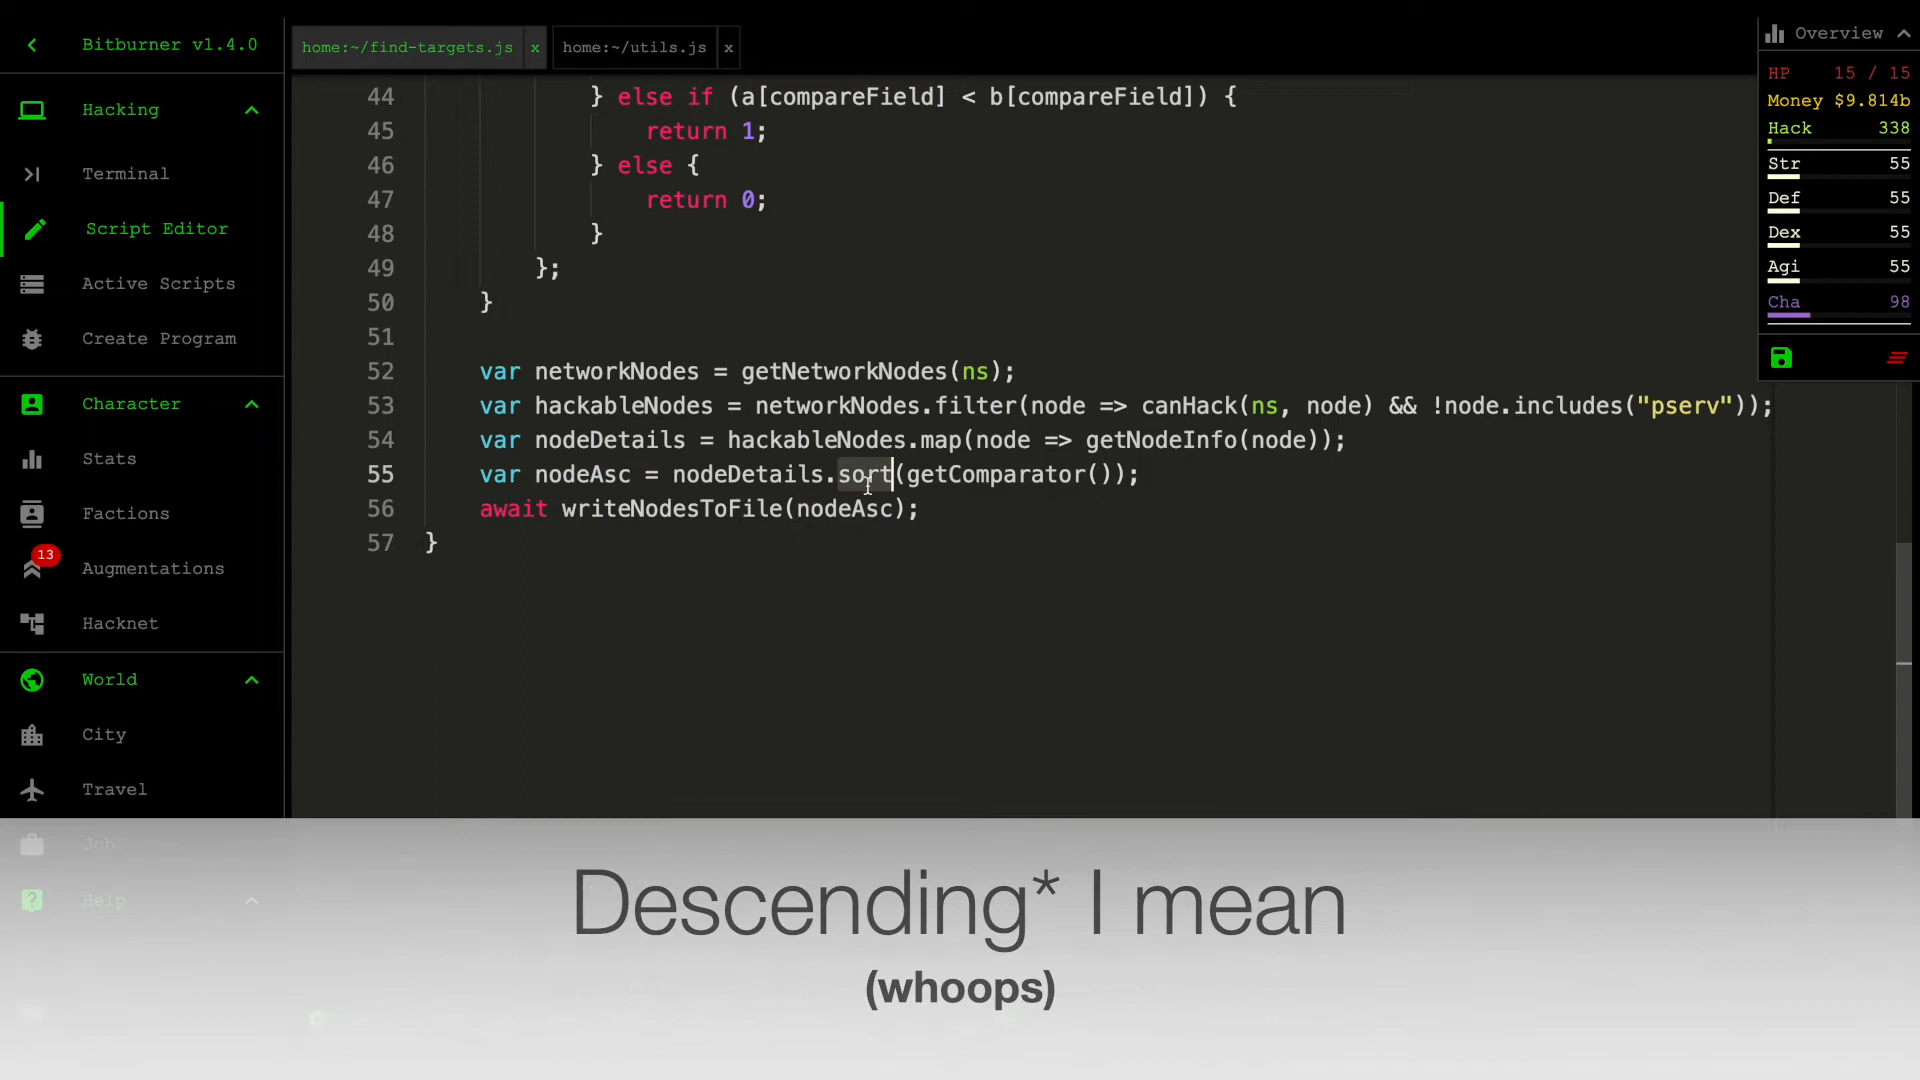 Bitburner v1.4.0
Hacking
Terminal
Script Editor
Active Scripts
Create Program
Character
Stats
Factions
13
Augmentations
Hacknet
World
City
Travel
Job
Help
home:~/find-targets.js x
home:~/utils.js x
44 } else if (a[compareField] < b[compareField]) {
45 return 1;
46 } else {
47 return 0;
48 }
49 };
50 }
51
52 var networkNodes = getNetworkNodes(ns);
53 var hackableNodes = networkNodes.filter(node => canHack(ns, node) && !node.includes("pserv"));
54 var nodeDetails = hackableNodes.map(node => getNodeInfo(node));
55 var nodeAsc = nodeDetails.sort(getComparator());
56 await writeNodesToFile(nodeAsc);
57 }
Overview
HP 15 / 15
Money $9.814b
Hack 338
Str 55
Def 55
Dex 55
Agi 55
Cha 98
Descending* I mean
(whoops)